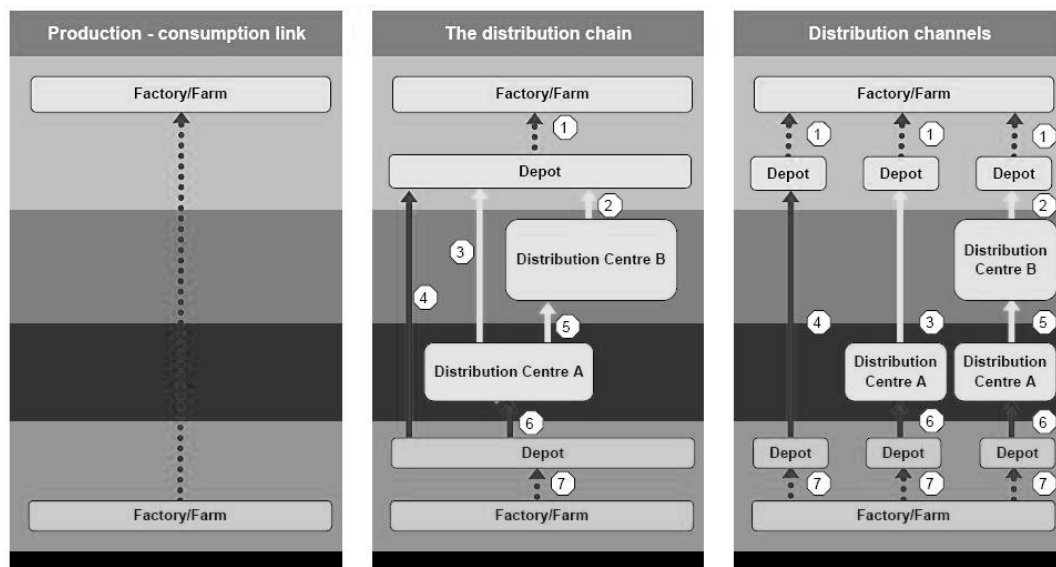 Production - consumption link
Factory/Farm
Factory/Farm
The distribution chain
Factory/Farm
1
Depot
2
Distribution Centre B
3
4
5
Distribution Centre A
6
Depot
7
Factory/Farm
Distribution channels
Factory/Farm
1
1
1
Depot
Depot
Depot
2
Distribution
Centre B
4
3
5
Distribution
Centre A
Distribution
Centre A
6
6
Depot
Depot
Depot
7
7
7
Factory/Farm